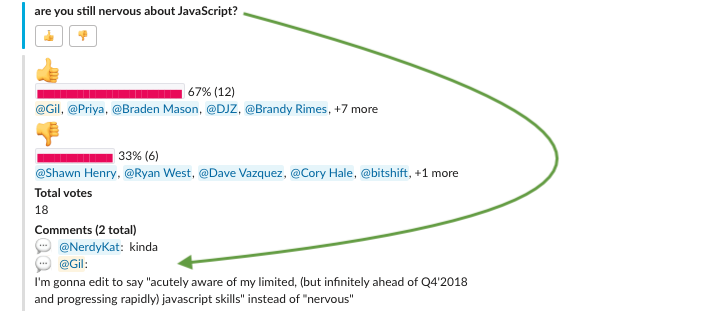 are you still nervous about JavaScript?
67% (12)
@Gil, @Priya, @Braden Mason, @DJZ, @Brandy Rimes, +7 more
33% (6)
@Shawn Henry, @Ryan West, @Dave Vazquez, @Cory Hale, @bitshift, +1 more
Total votes
18
Comments (2 total)
@NerdyKat: kinda
@Gil:
I'm gonna edit to say "acutely aware of my limited, (but infinitely ahead of Q4'2018
and progressing rapidly) javascript skills" instead of "nervous"